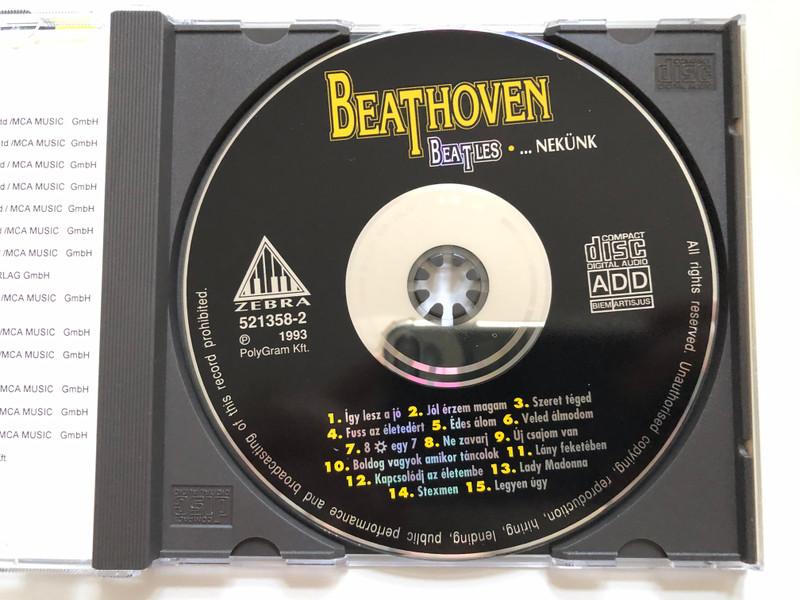 td /MCA MUSIC GmbH
td / MCA MUSIC GmbH
d / MCA MUSIC GmbH
d / MCA MUSIC GmbH
d / MCA MUSIC GmbH
d /MCA MUSIC GmbH
/ MCA MUSIC GmbH
RLAG GmbH
/ MCA MUSIC GmbH
/MCA MUSIC GmbH
/ MCA MUSIC GmbH
MCA MUSIC GmbH
/MCA MUSIC GmbH
MCA MUSIC GmbH
ft
BEATHOVEN
BEATLES • ... NEKÜNK
ZEBRA
521358-2
℗ 1993
PolyGram Kft.
COMPACT
disc
DIGITAL AUDIO
ADD
BIEM ARTISJUS
1. Így lesz a jó 2. Jól érzem magam 3. Szeret téged
4. Fuss az életedért 5. Édes álom 6. Veled álmodom
7. 8 egy 7 8. Ne zavarj 9. Új csajom van
10. Boldog vagyok amikor táncolok 11. Lány feketében
12. Kapcsolódj az életembe 13. Lady Madonna
14. Stexmen 15. Legyen úgy
All rights reserved. Unauthorised copying, reproduction, hiring, lending, public performance and broadcasting of this record prohibited.
COMPACT
disc
DIGITAL AUDIO